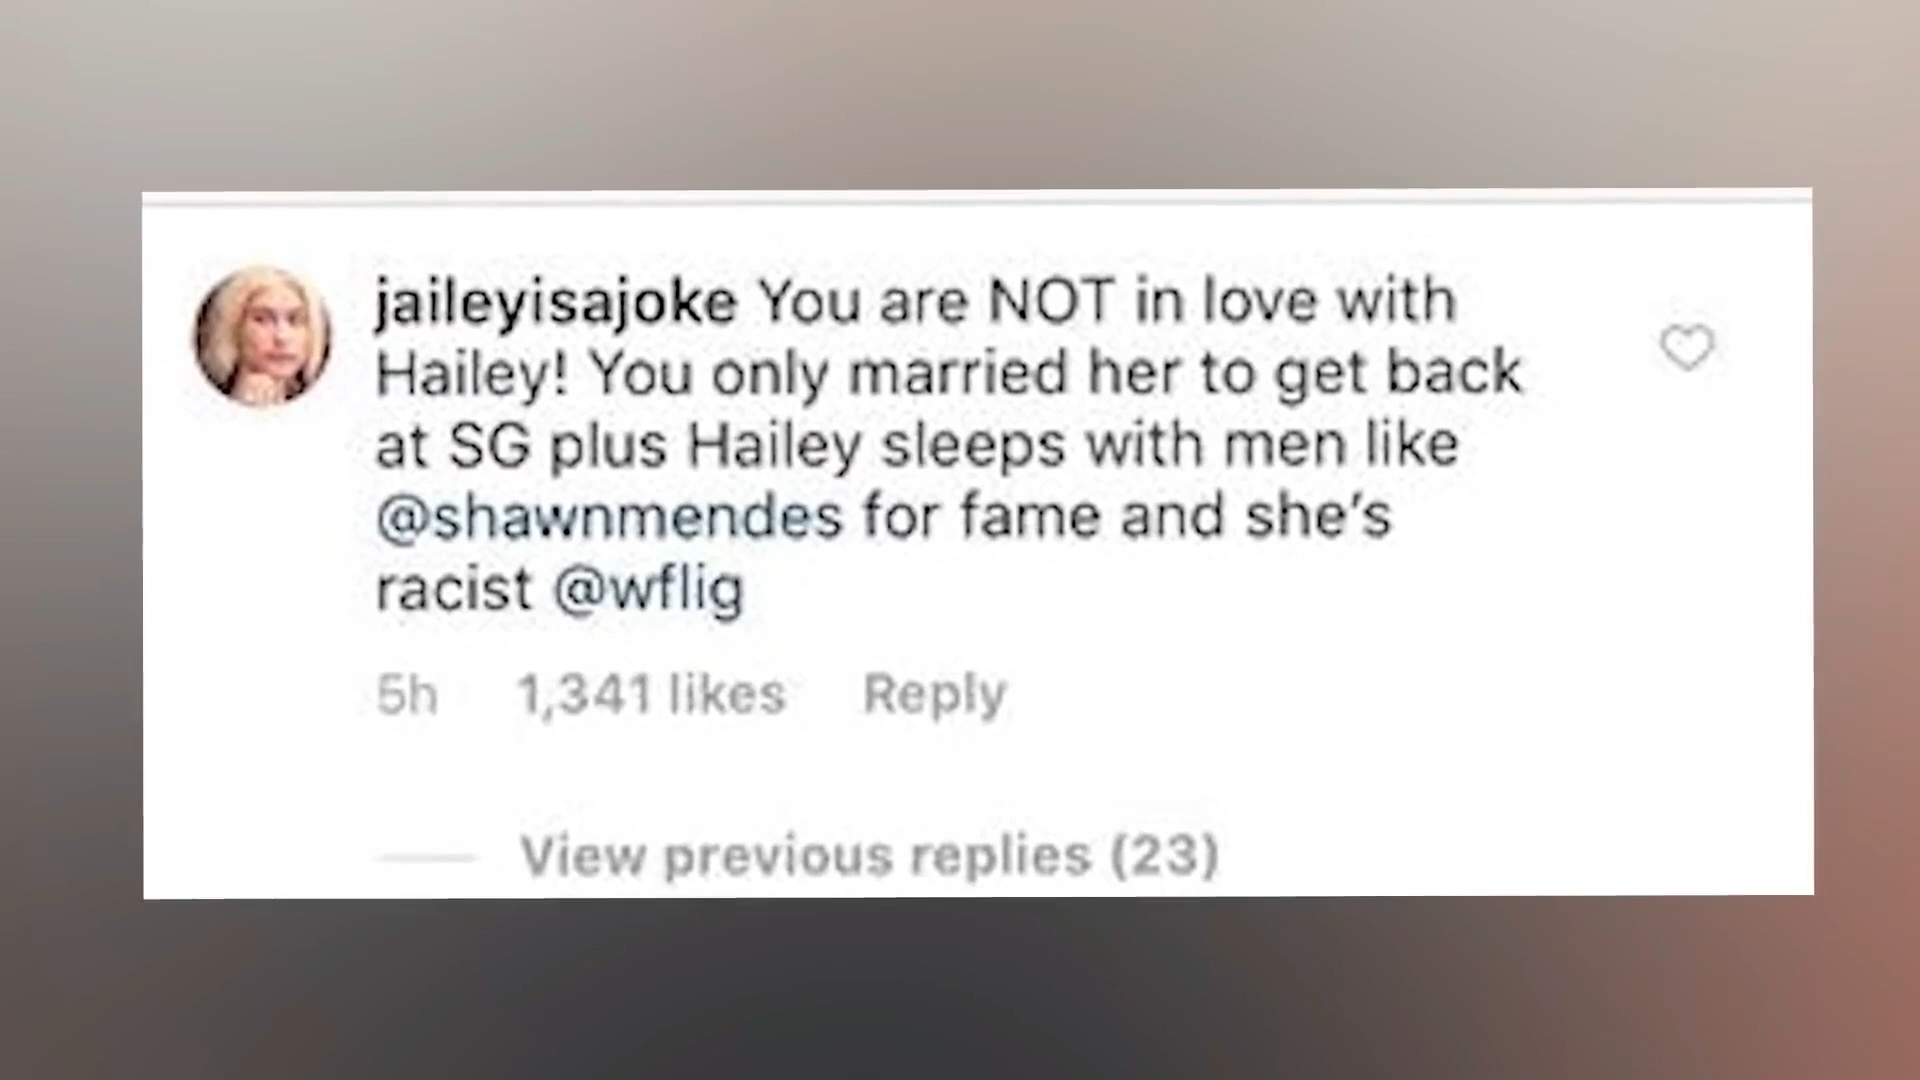 jaileyisajoke You are NOT in love with
Hailey! You only married her to get back
at SG plus Hailey sleeps with men like
@shawnmendes for fame and she's
racist @wflig
5h 1,341 likes Reply
View previous replies (23)